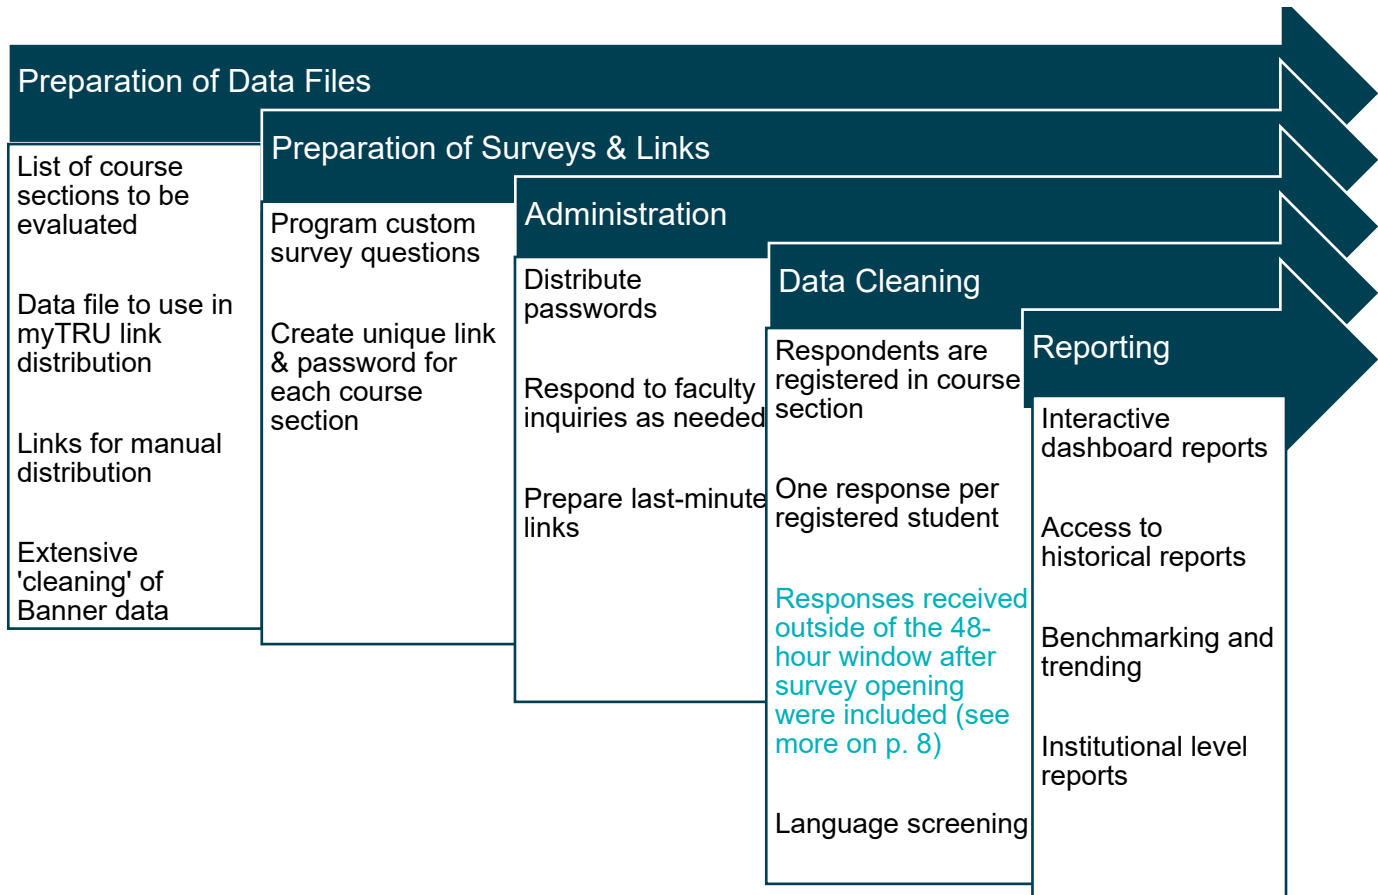 Preparation of Data Files
List of course
sections to be
evaluated
Data file to use in
myTRU link
distribution
Links for manual
distribution
Extensive
'cleaning' of
Banner data
Preparation of Surveys & Links
Program custom
survey questions
Create unique link
& password for
each course
section
Administration
Distribute
passwords
Respond to faculty
inquiries as needed
Prepare last-minute
links
Data Cleaning
Respondents are
registered in course
section
One response per
registered student
Responses received
outside of the 48-
hour window after
survey opening
were included (see
more on p. 8)
Language screening
Reporting
Interactive
dashboard reports
Access to
historical reports
Benchmarking and
trending
Institutional level
reports